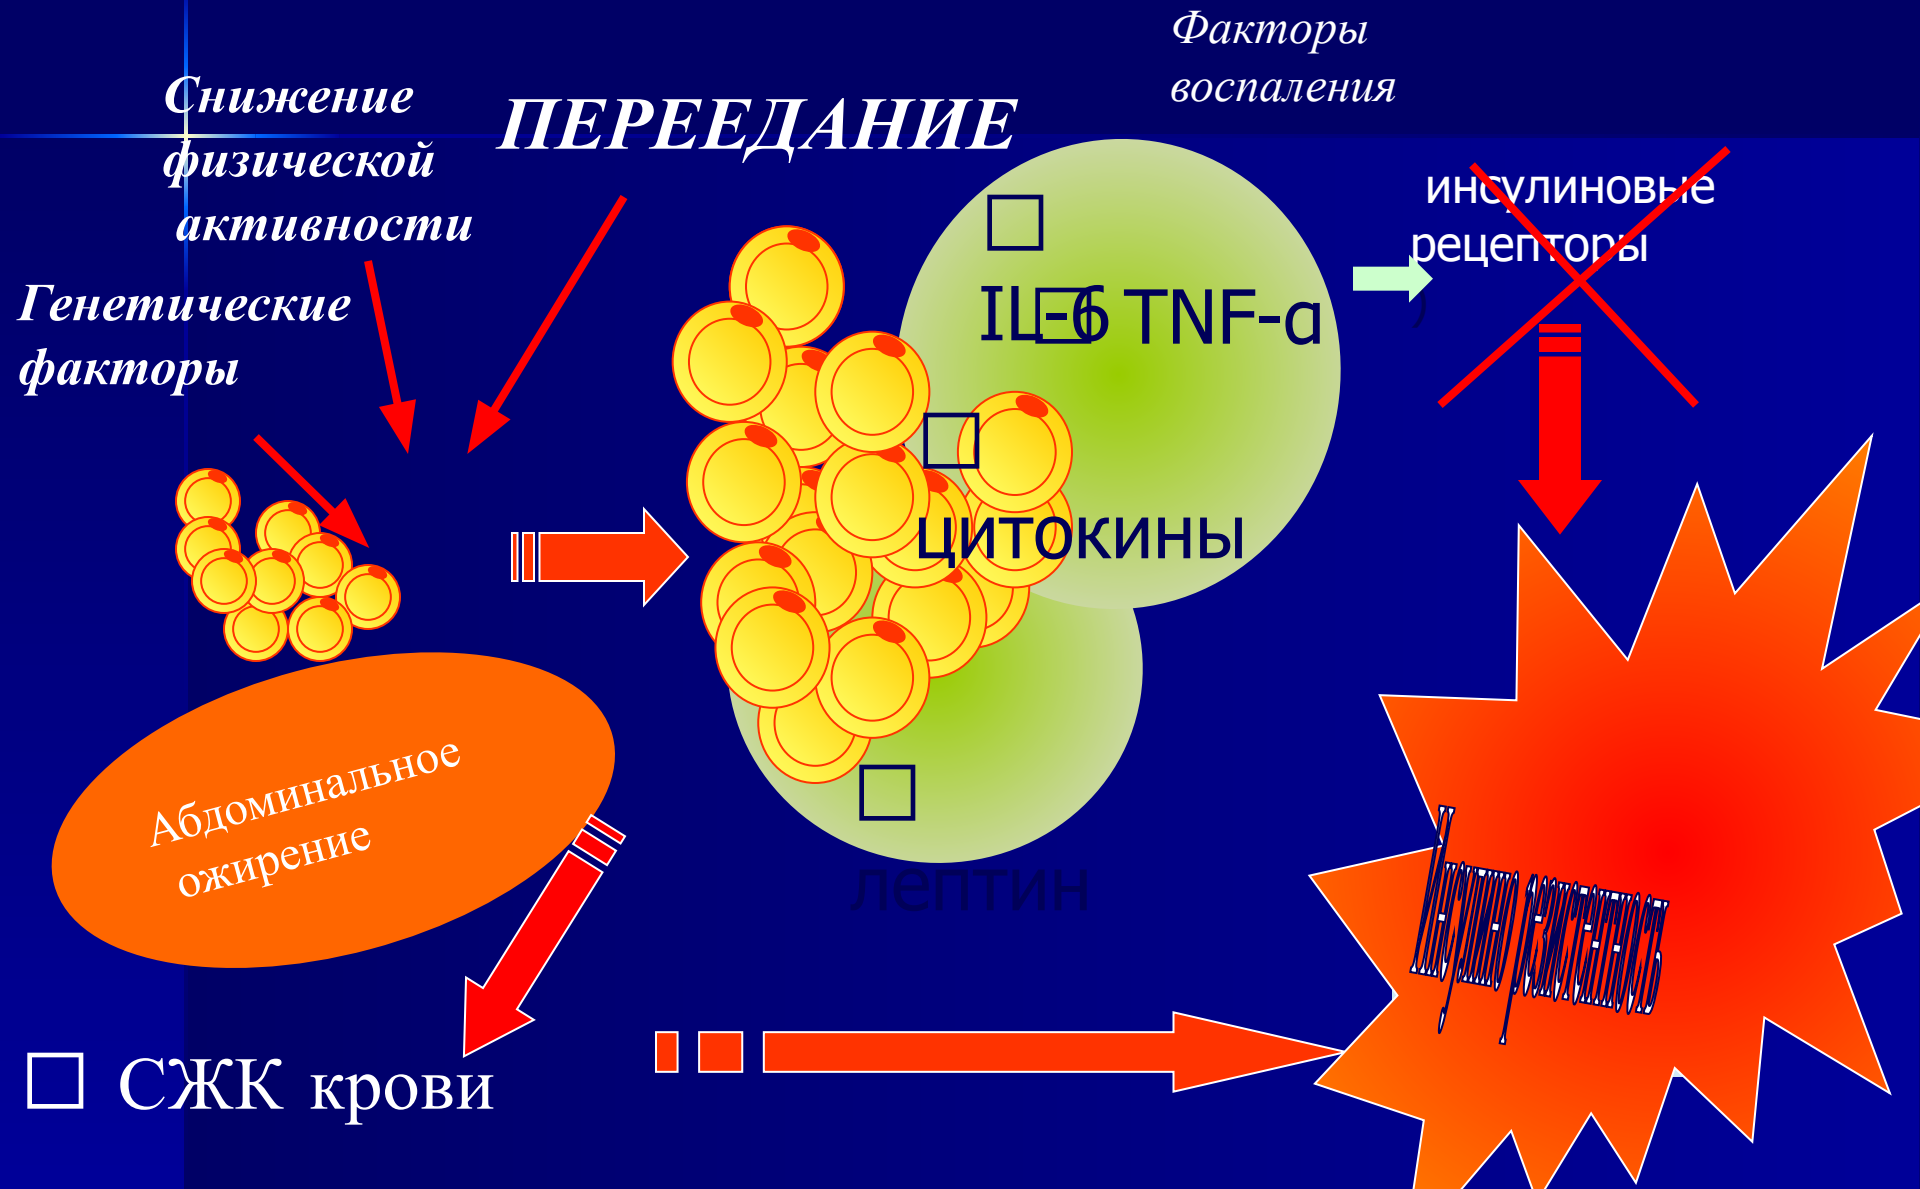 Факторы
воспаления
Снижение
физической
активности
ПЕРЕЕДАНИЕ
инсулиновые
рецепторы
)
Генетические
факторы
□
IL-6
□ TNF-α
□
цитокины
Абдоминальное
ожирение
□
лептин
□ СЖК крови